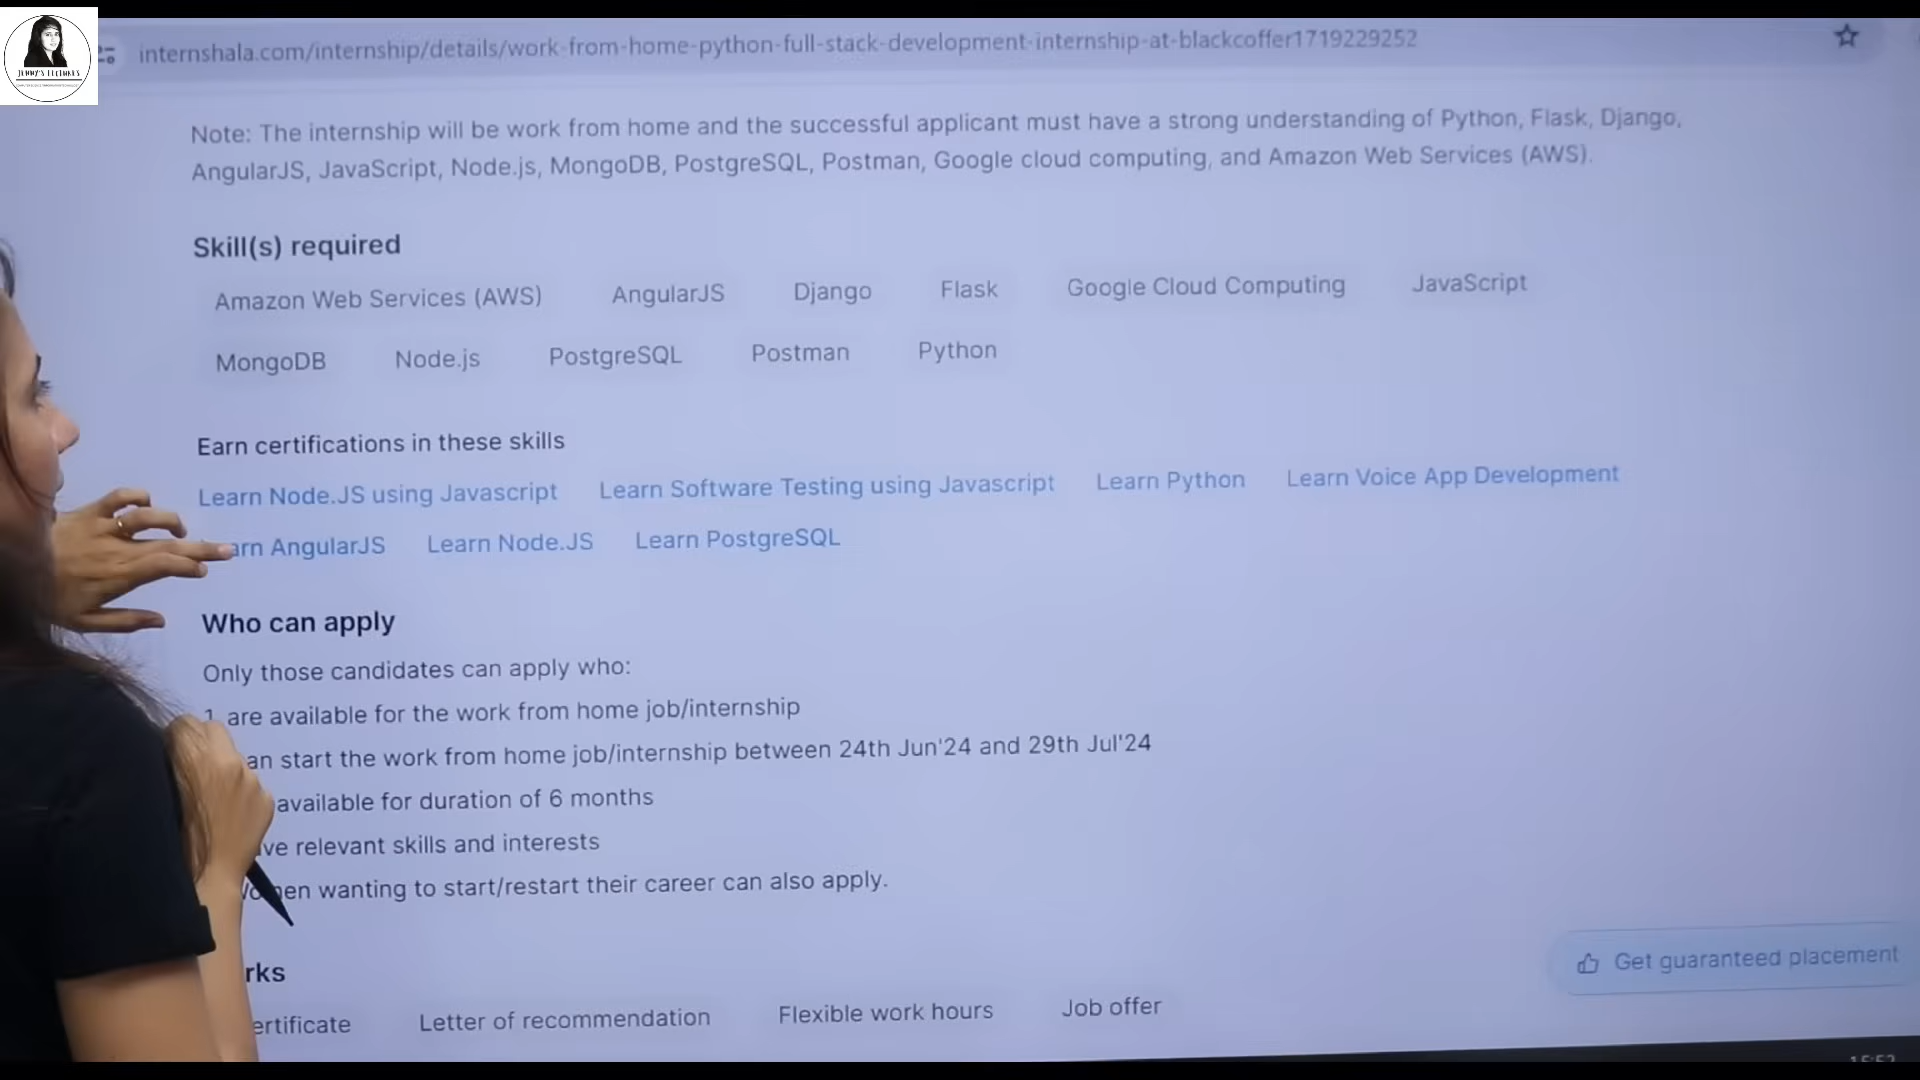 JENNY'S LECTURES
internshala.com/internship/details/work-from-home-python-full-stack-development-internship-at-blackcoffer1719229252
Note: The internship will be work from home and the successful applicant must have a strong understanding of Python, Flask, Django,
AngularJS, JavaScript, Node.js, MongoDB, PostgreSQL, Postman, Google cloud computing, and Amazon Web Services (AWS).
Skill(s) required
Amazon Web Services (AWS) AngularJS Django Flask Google Cloud Computing JavaScript
MongoDB Node.js PostgreSQL Postman Python
Earn certifications in these skills
Learn Node.JS using Javascript Learn Software Testing using Javascript Learn Python Learn Voice App Development
arn AngularJS Learn Node.JS Learn PostgreSQL
Who can apply
Only those candidates can apply who:
1. are available for the work from home job/internship
an start the work from home job/internship between 24th Jun'24 and 29th Jul'24
available for duration of 6 months
ve relevant skills and interests
en wanting to start/restart their career can also apply.
rks
ertificate Letter of recommendation Flexible work hours Job offer
Get guaranteed placement